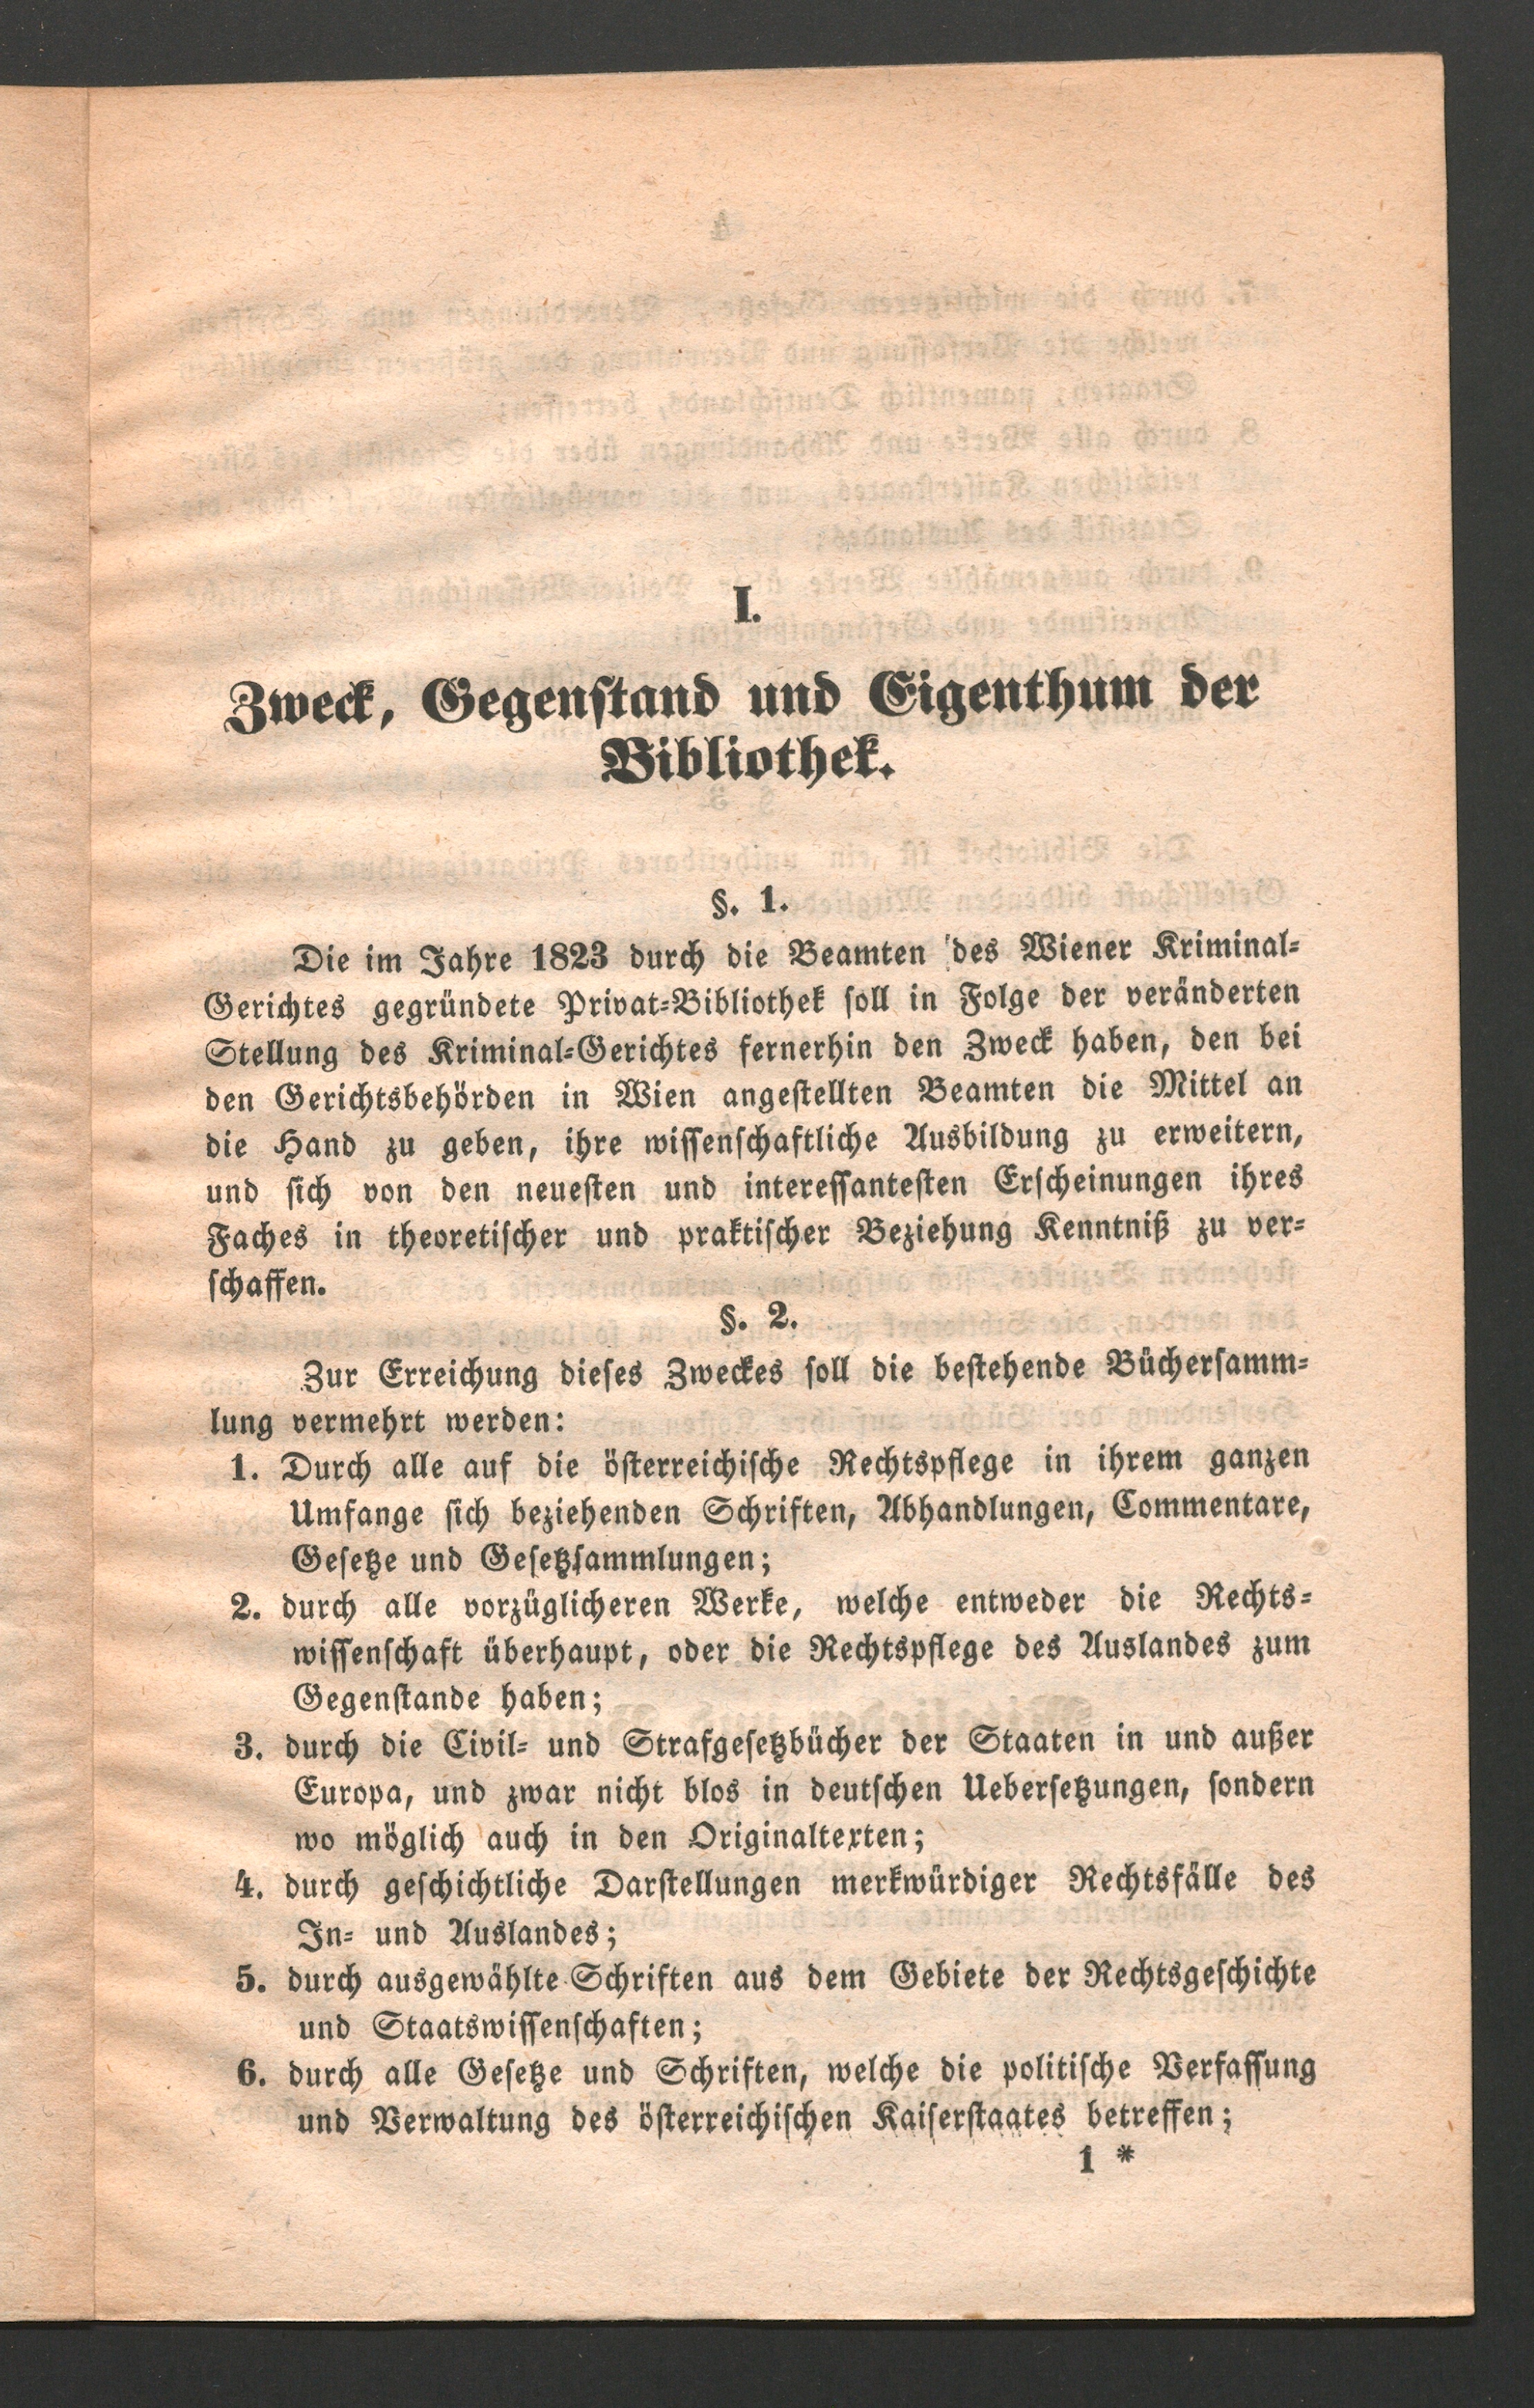 I.
Zweck, Gegenstand und Eigenthum der
Bibliothek.
§. 1.
Die im Jahre 1823 durch die Beamten des Wiener Kriminal-
Gerichtes gegründete Privat-Bibliothek soll in Folge der veränderten
Stellung des Kriminal-Gerichtes fernerhin den Zweck haben, den bei
den Gerichtsbehörden in Wien angestellten Beamten die Mittel an
die Hand zu geben, ihre wissenschaftliche Ausbildung zu erweitern,
und sich von den neuesten und interessantesten Erscheinungen ihres
Faches in theoretischer und praktischer Beziehung Kenntniß zu ver-
schaffen.
§. 2.
Zur Erreichung dieses Zweckes soll die bestehende Büchersamm-
lung vermehrt werden:
1. Durch alle auf die österreichische Rechtspflege in ihrem ganzen
Umfange sich beziehenden Schriften, Abhandlungen, Commentare,
Gesetze und Gesetzsammlungen;
2. durch alle vorzüglicheren Werke, welche entweder die Rechts-
wissenschaft überhaupt, oder die Rechtspflege des Auslandes zum
Gegenstande haben;
3. durch die Civil- und Strafgesetzbücher der Staaten in und außer
Europa, und zwar nicht blos in deutschen Uebersetzungen, sondern
wo möglich auch in den Originaltexten;
4. durch geschichtliche Darstellungen merkwürdiger Rechtsfälle des
In- und Auslandes;
5. durch ausgewählte Schriften aus dem Gebiete der Rechtsgeschichte
und Staatswissenschaften;
6. durch alle Gesetze und Schriften, welche die politische Verfassung
und Verwaltung des österreichischen Kaiserstaates betreffen;
1 *